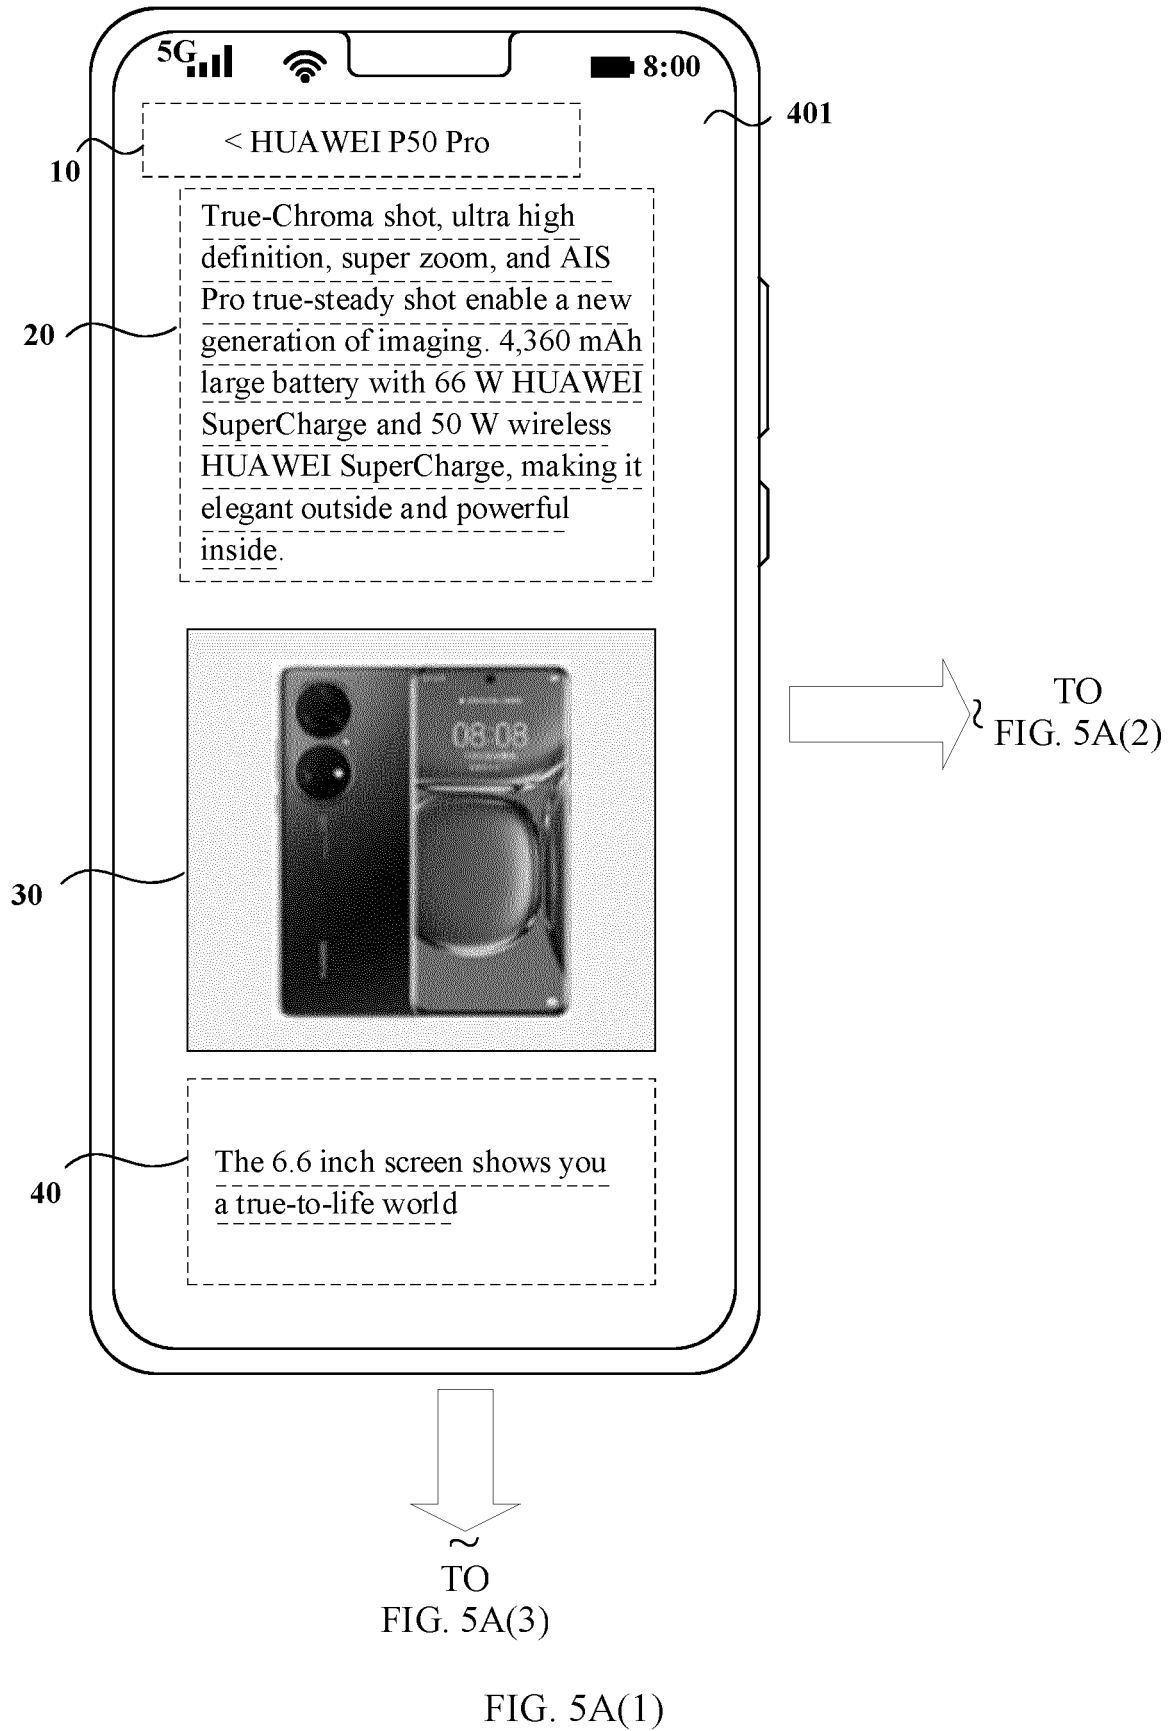 5G
8:00
401
< HUAWEI P50 Pro
10
True-Chroma shot, ultra high
definition, super zoom, and AIS
Pro true-steady shot enable a new
20
generation of imaging. 4,360 mAh
large battery with 66 W HUAWEI
SuperCharge and 50 W wireless
HUAWEI SuperCharge, making it
elegant outside and powerful
inside.
08:08
TO
FIG. 5A(2)
30
The 6.6 inch screen shows you
40
a true-to-life world
TO
FIG. 5A(3)
FIG. 5A(1)